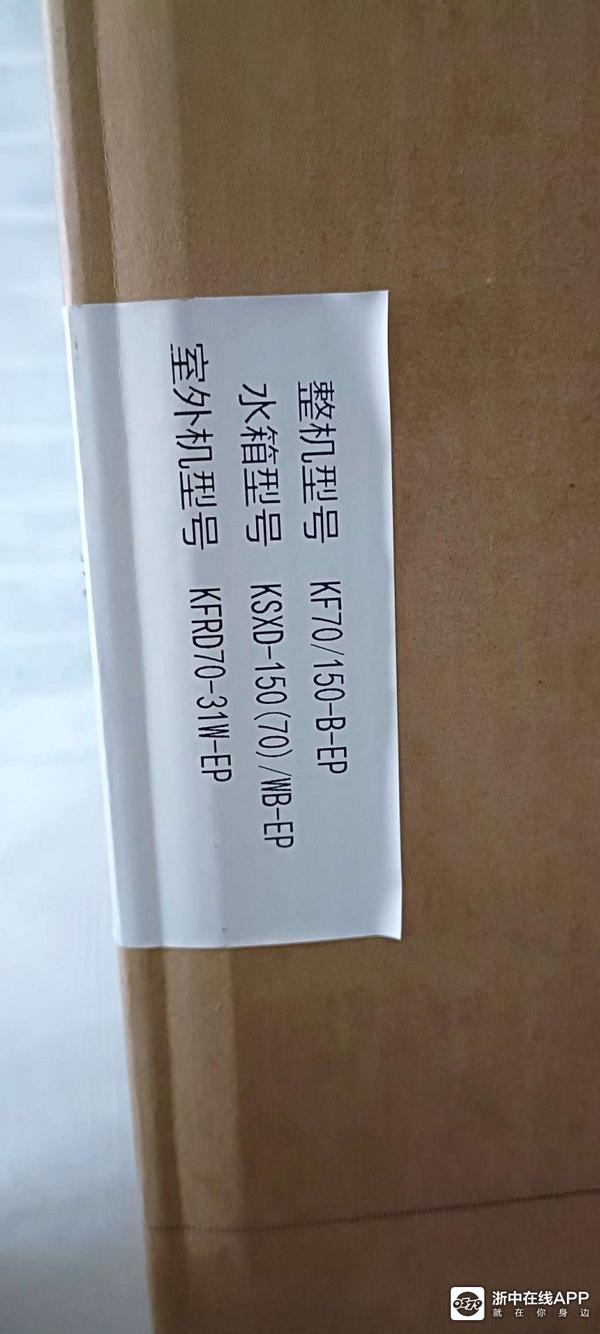 整机型号 KF70/150-B-EP
水箱型号 KSXD-150(70)/WB-EP
室外机型号 KFRD70-31W-EP
浙中在线APP
就在你身边